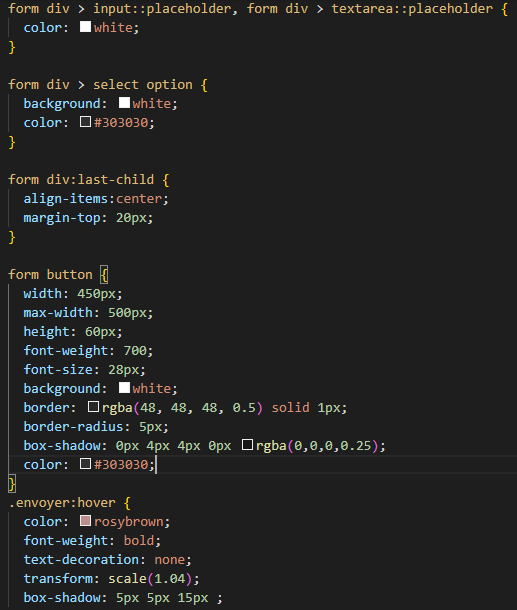 form div > input::placeholder, form div > textarea::placeholder {
color: white;
}
form div > select option {
background: white;
color: #303030;
}
form div:last-child {
align-items:center;
margin-top: 20px;
}
form button {
width: 450px;
max-width: 500px;
height: 60px;
font-weight: 700;
font-size: 28px;
background: white;
border: rgba(48, 48, 48, 0.5) solid 1px;
border-radius: 5px;
box-shadow: 0px 4px 4px 0px rgba(0,0,0,0.25);
color: #303030;
}
.envoyer:hover {
color: rosybrown;
font-weight: bold;
text-decoration: none;
transform: scale(1.04);
box-shadow: 5px 5px 15px ;